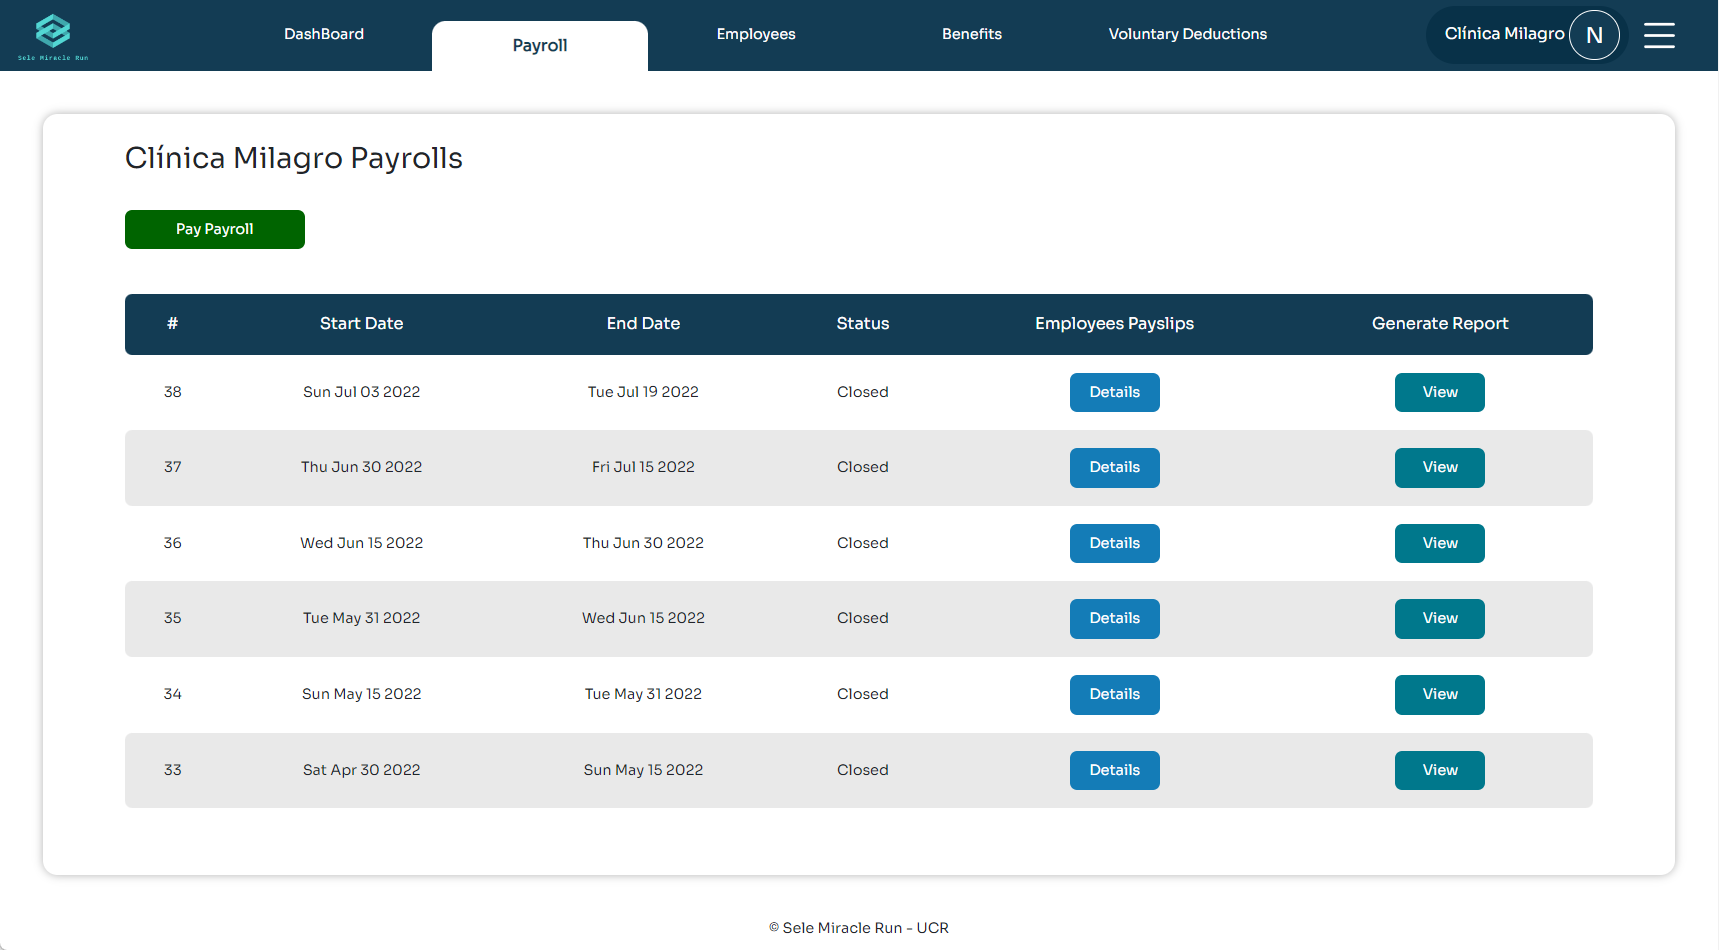 Sele Miracle Run
DashBoard
Payroll
Employees
Benefits
Voluntary Deductions
Clínica Milagro
N
Clínica Milagro Payrolls
Pay Payroll
# Start Date End Date Status Employees Payslips Generate Report
38 Sun Jul 03 2022 Tue Jul 19 2022 Closed Details View
37 Thu Jun 30 2022 Fri Jul 15 2022 Closed Details View
36 Wed Jun 15 2022 Thu Jun 30 2022 Closed Details View
35 Tue May 31 2022 Wed Jun 15 2022 Closed Details View
34 Sun May 15 2022 Tue May 31 2022 Closed Details View
33 Sat Apr 30 2022 Sun May 15 2022 Closed Details View
© Sele Miracle Run - UCR